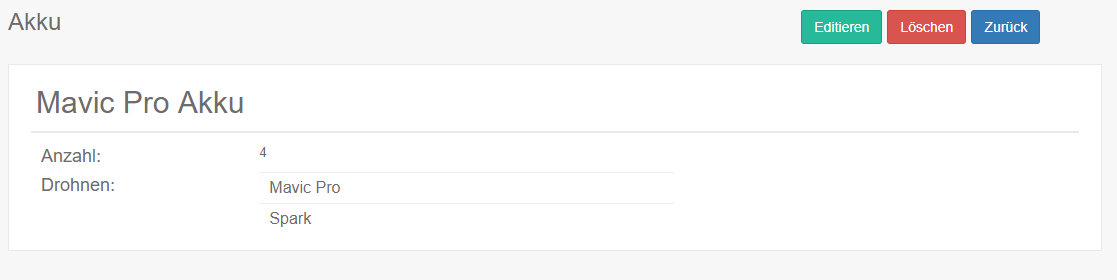 Akku
Editieren Löschen Zurück
Mavic Pro Akku
Anzahl: 4
Drohnen: Mavic Pro
Spark